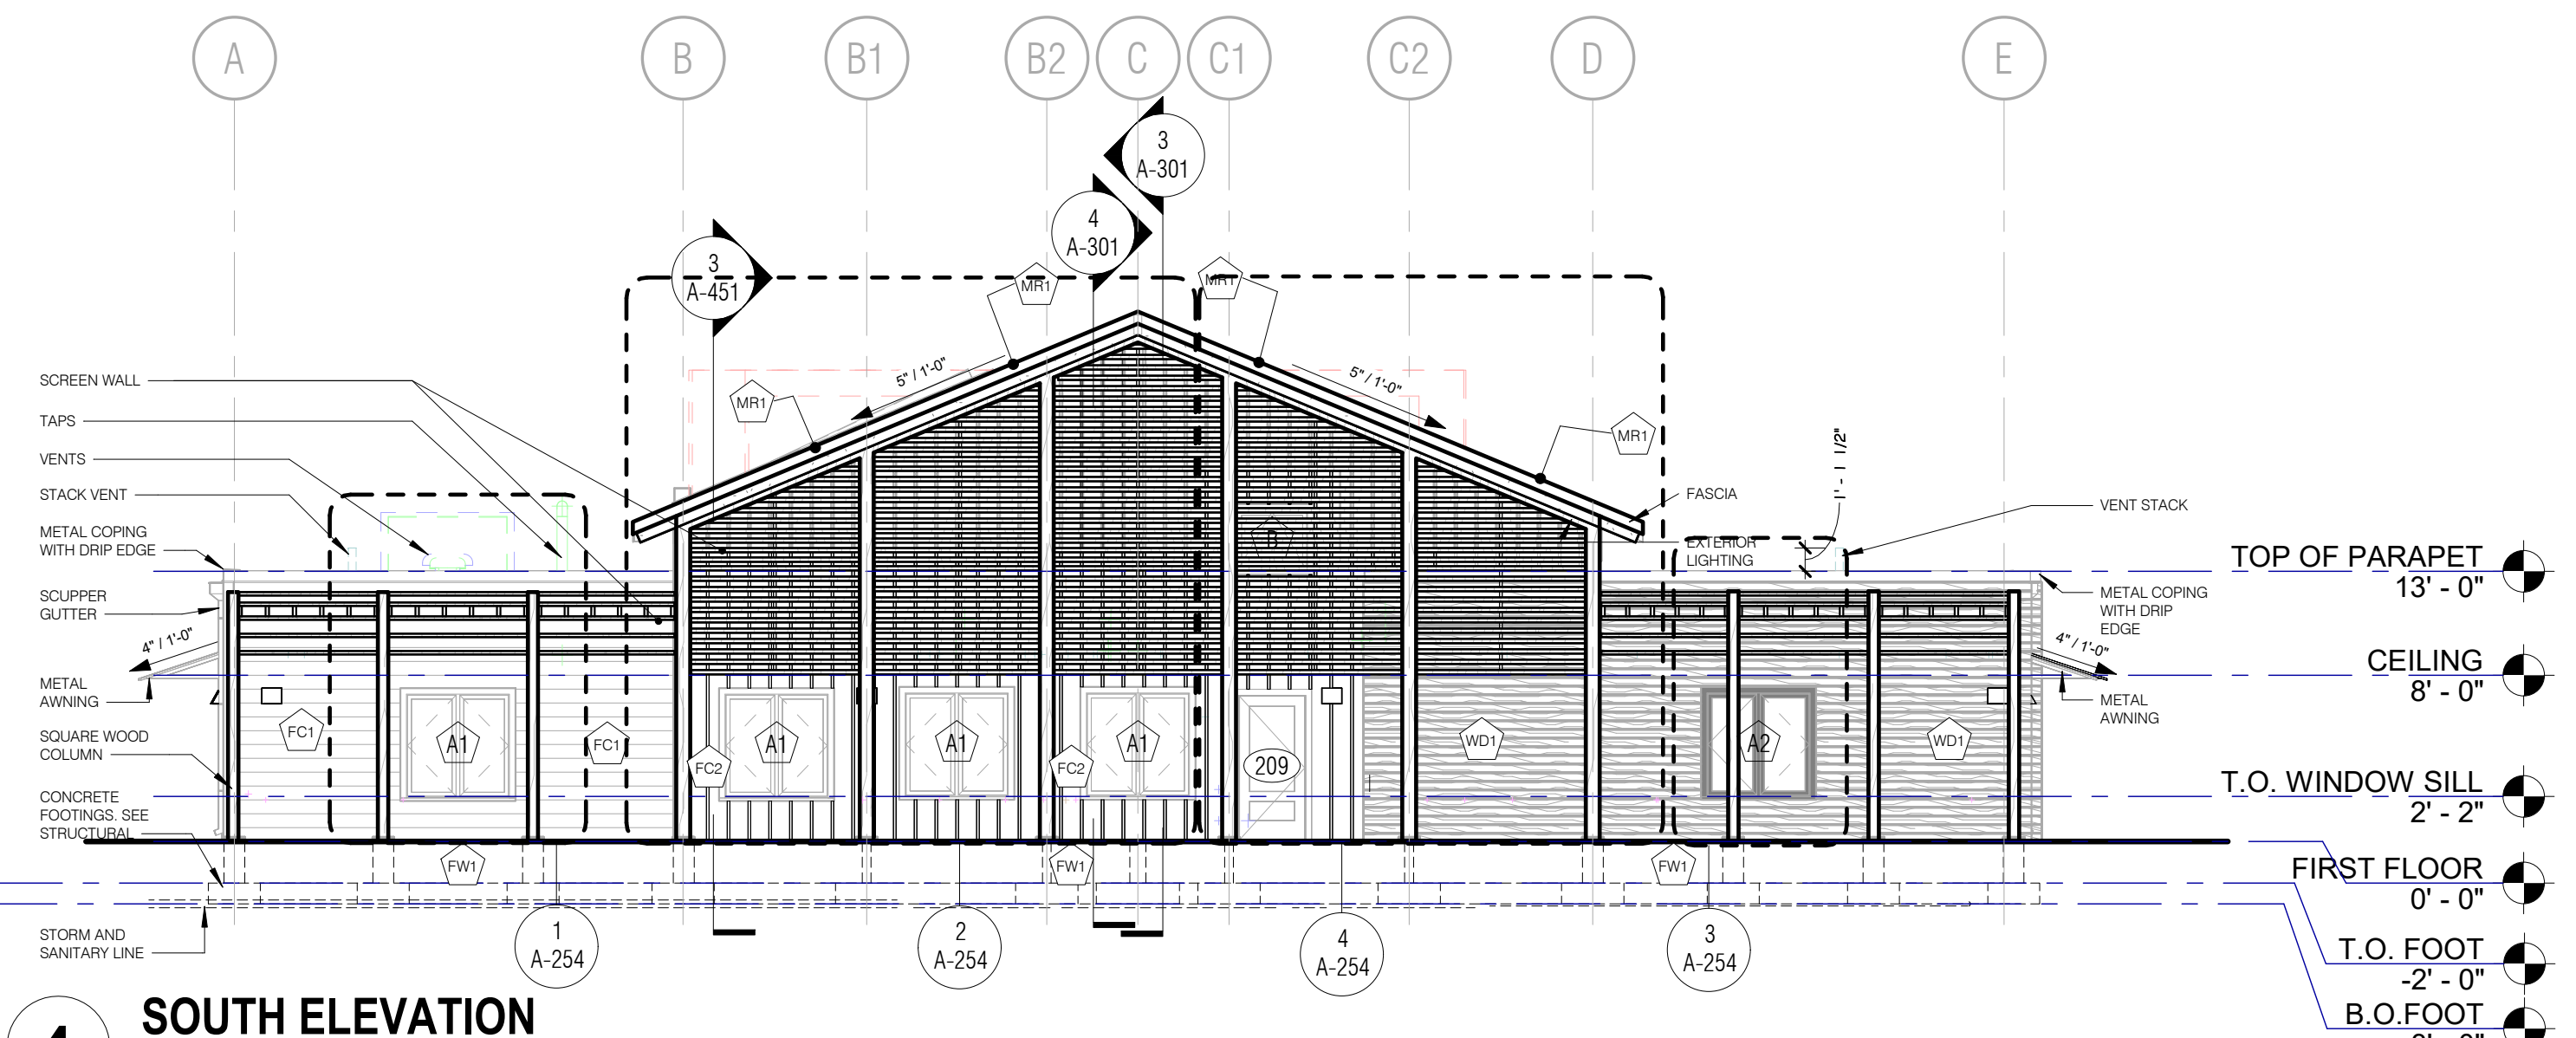 A
B
B1
B2
C
C1
C2
D
E
3
A-301
4
A-301
3
A-451
MR1
MR1
MR1
MR1
5" / 1'-0"
5" / 1'-0"
SCREEN WALL
TAPS
VENTS
STACK VENT
METAL COPING
WITH DRIP EDGE
SCUPPER
GUTTER
4" / 1'-0"
METAL
AWNING
SQUARE WOOD
COLUMN
CONCRETE
FOOTINGS. SEE
STRUCTURAL
STORM AND
SANITARY LINE
FASCIA
EXTERIOR
LIGHTING
1' - 1 1/2"
VENT STACK
METAL COPING
WITH DRIP
EDGE
4" / 1'-0"
METAL
AWNING
B
FC1
A1
FC1
FC2
A1
A1
FC2
A1
209
WD1
A2
WD1
FW1
FW1
FW1
1
A-254
2
A-254
4
A-254
3
A-254
TOP OF PARAPET
13' - 0"
CEILING
8' - 0"
T.O. WINDOW SILL
2' - 2"
FIRST FLOOR
0' - 0"
T.O. FOOT
-2' - 0"
B.O.FOOT
SOUTH ELEVATION